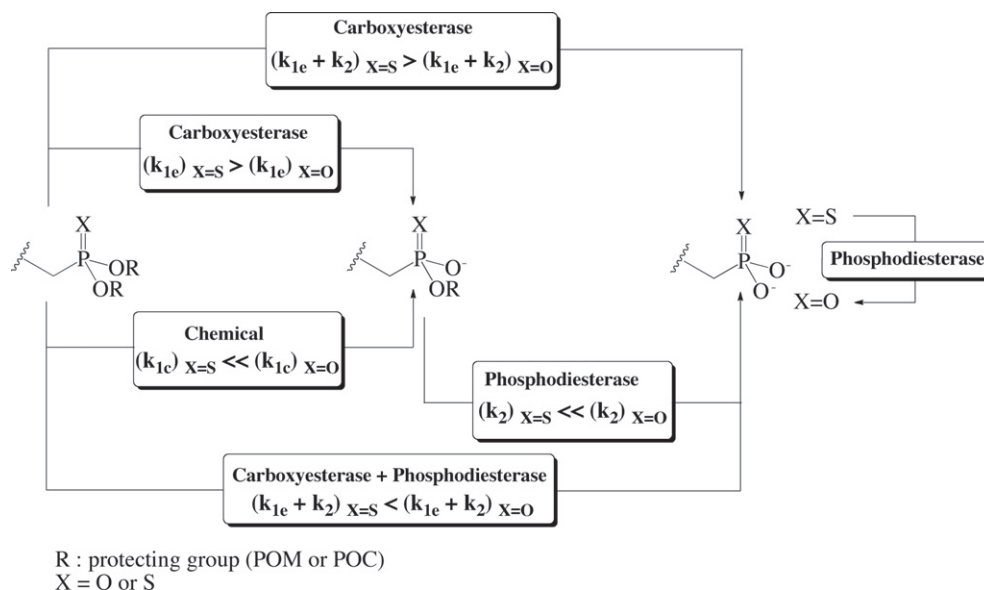 Carboxyesterase
(k1e + k2) X=S > (k1e + k2) X=O
Carboxyesterase
(k1e) X=S > (k1e) X=O
X
P
OR
OR
X
P
O-
OR
X
P
O-
O-
X=S
Phosphodiesterase
X=O
Chemical
(k1c) X=S << (k1c) X=O
Phosphodiesterase
(k2) X=S << (k2) X=O
Carboxyesterase + Phosphodiesterase
(k1e + k2) X=S < (k1e + k2) X=O
R : protecting group (POM or POC)
X = O or S